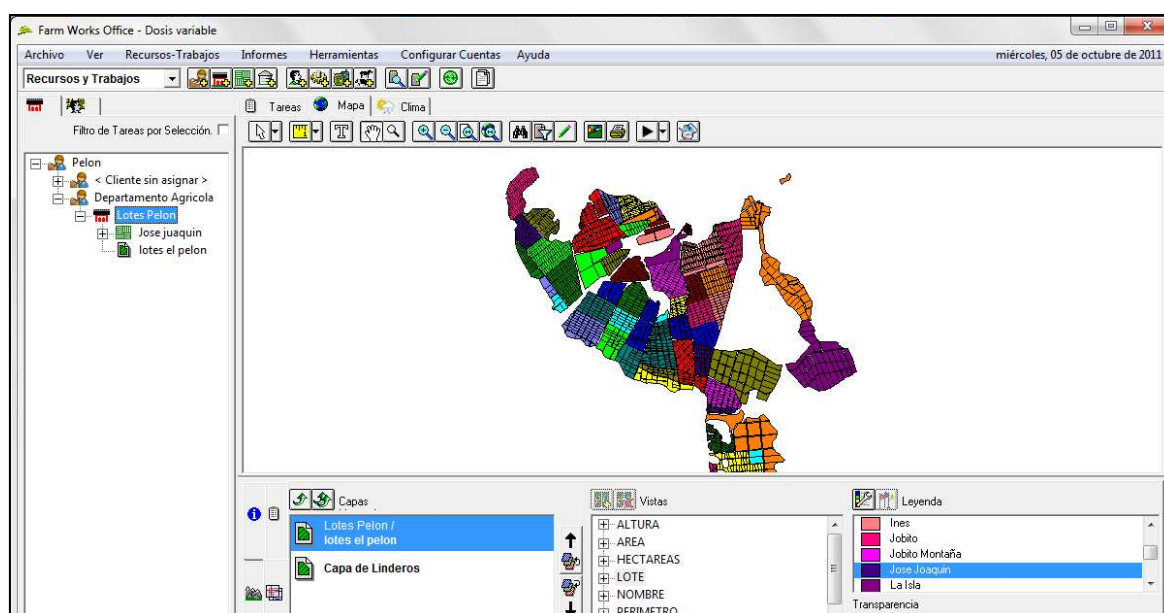 Farm Works Office - Dosis variable
Archivo Ver Recursos-Trabajos Informes Herramientas Configurar Cuentas Ayuda miércoles, 05 de octubre de 2011
Recursos y Trabajos
Tareas Mapa Clima
Filtro de Tareas por Selección.
Pelon
< Cliente sin asignar >
Departamento Agricola
Lotes Pelon
Jose juaquin
lotes el pelon
Capas
Lotes Pelon /
lotes el pelon
Capa de Linderos
Vistas
ALTURA
AREA
HECTAREAS
LOTE
NOMBRE
PERIMETRO
Leyenda
Ines
Jobito
Jobito Montaña
Jose Joaquin
La Isla
Transparencia